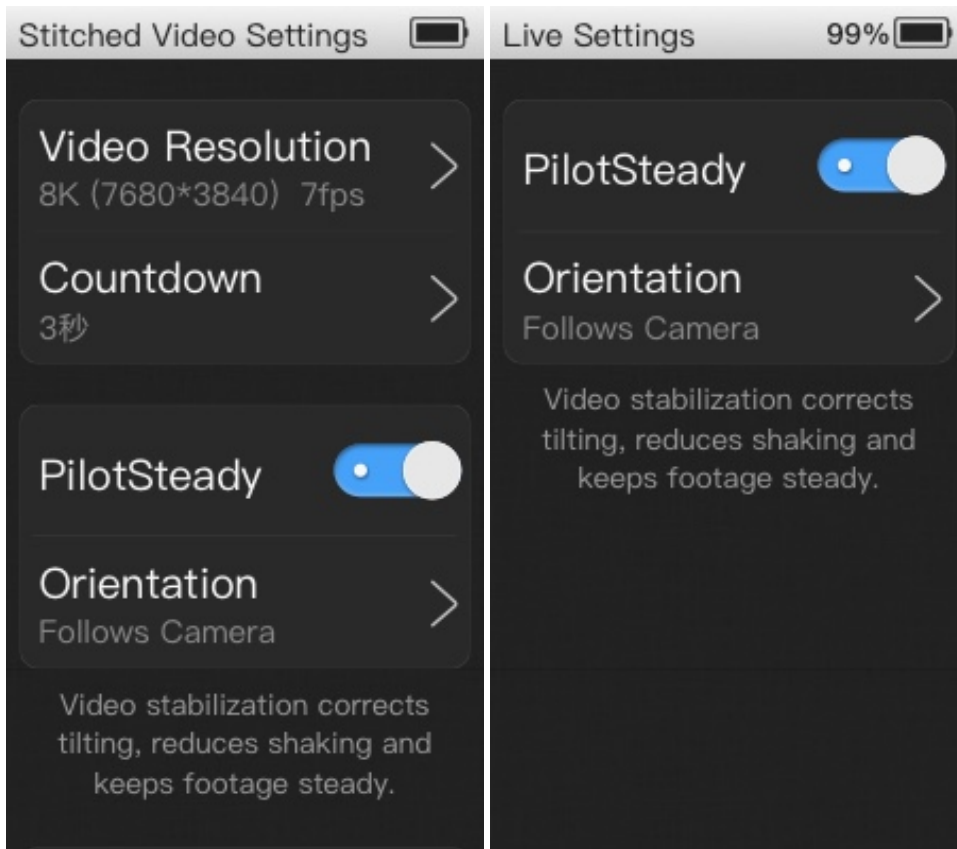 Stitched Video Settings
Video Resolution
8K (7680*3840) 7fps
Countdown
3秒
PilotSteady
Orientation
Follows Camera
Video stabilization corrects
tilting, reduces shaking and
keeps footage steady.
Live Settings 99%
PilotSteady
Orientation
Follows Camera
Video stabilization corrects
tilting, reduces shaking and
keeps footage steady.